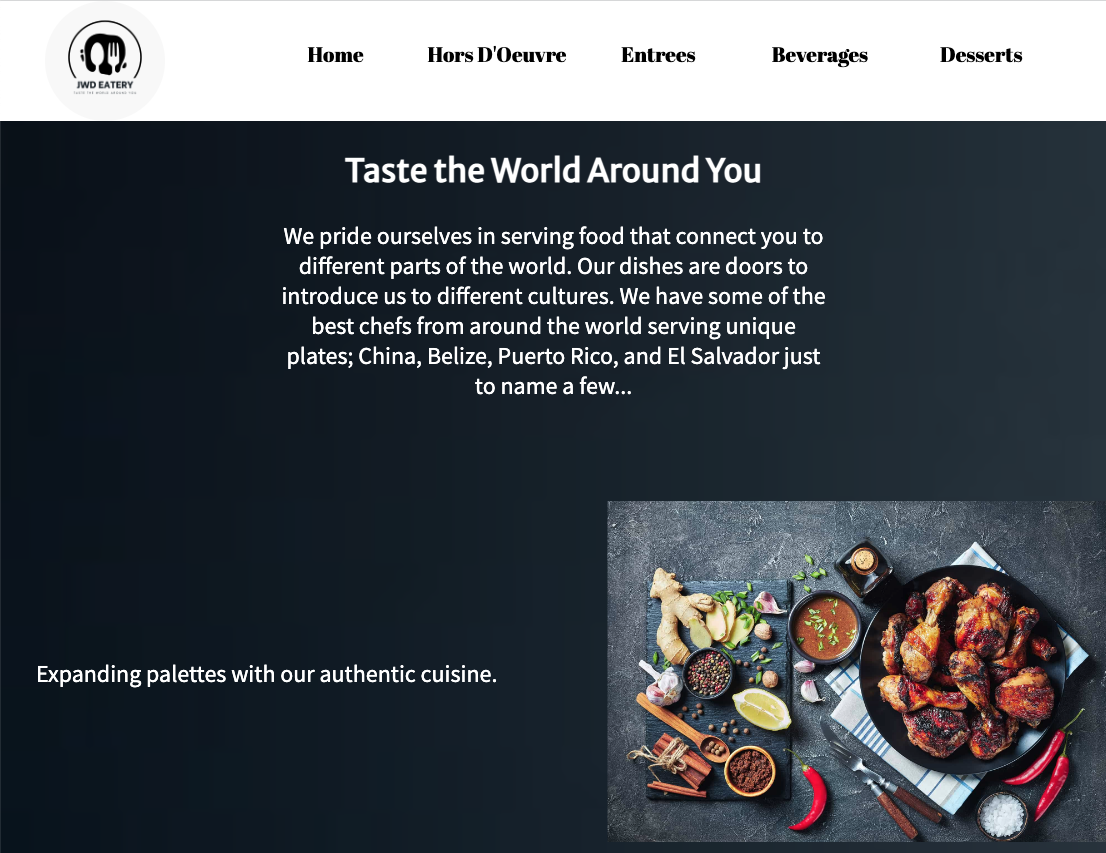 JWD EATERY
TASTE THE WORLD AROUND YOU
Home Hors D'Oeuvre Entrees Beverages Desserts
Taste the World Around You
We pride ourselves in serving food that connect you to
different parts of the world. Our dishes are doors to
introduce us to different cultures. We have some of the
best chefs from around the world serving unique
plates; China, Belize, Puerto Rico, and El Salvador just
to name a few...
Expanding palettes with our authentic cuisine.